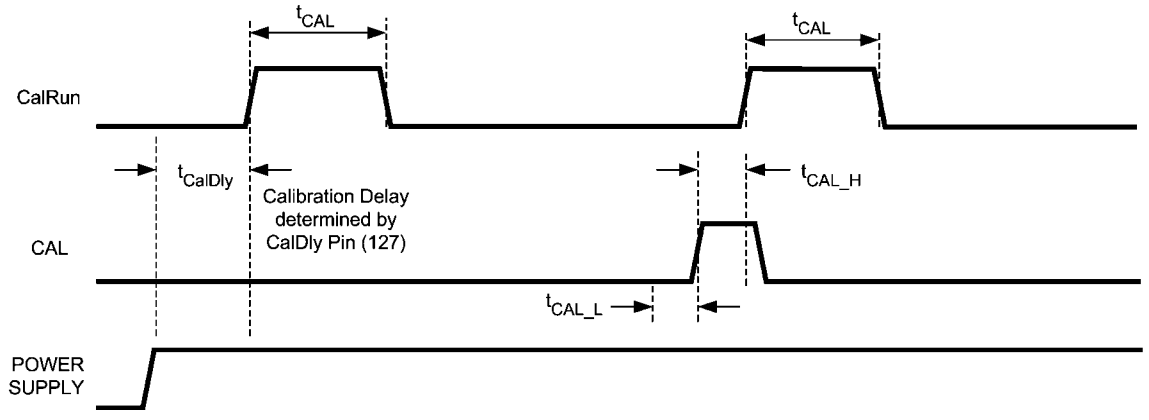 tCAL
tCAL
CalRun
tCalDly
tCAL_H
Calibration Delay
determined by
CalDly Pin (127)
CAL
tCAL_L
POWER
SUPPLY